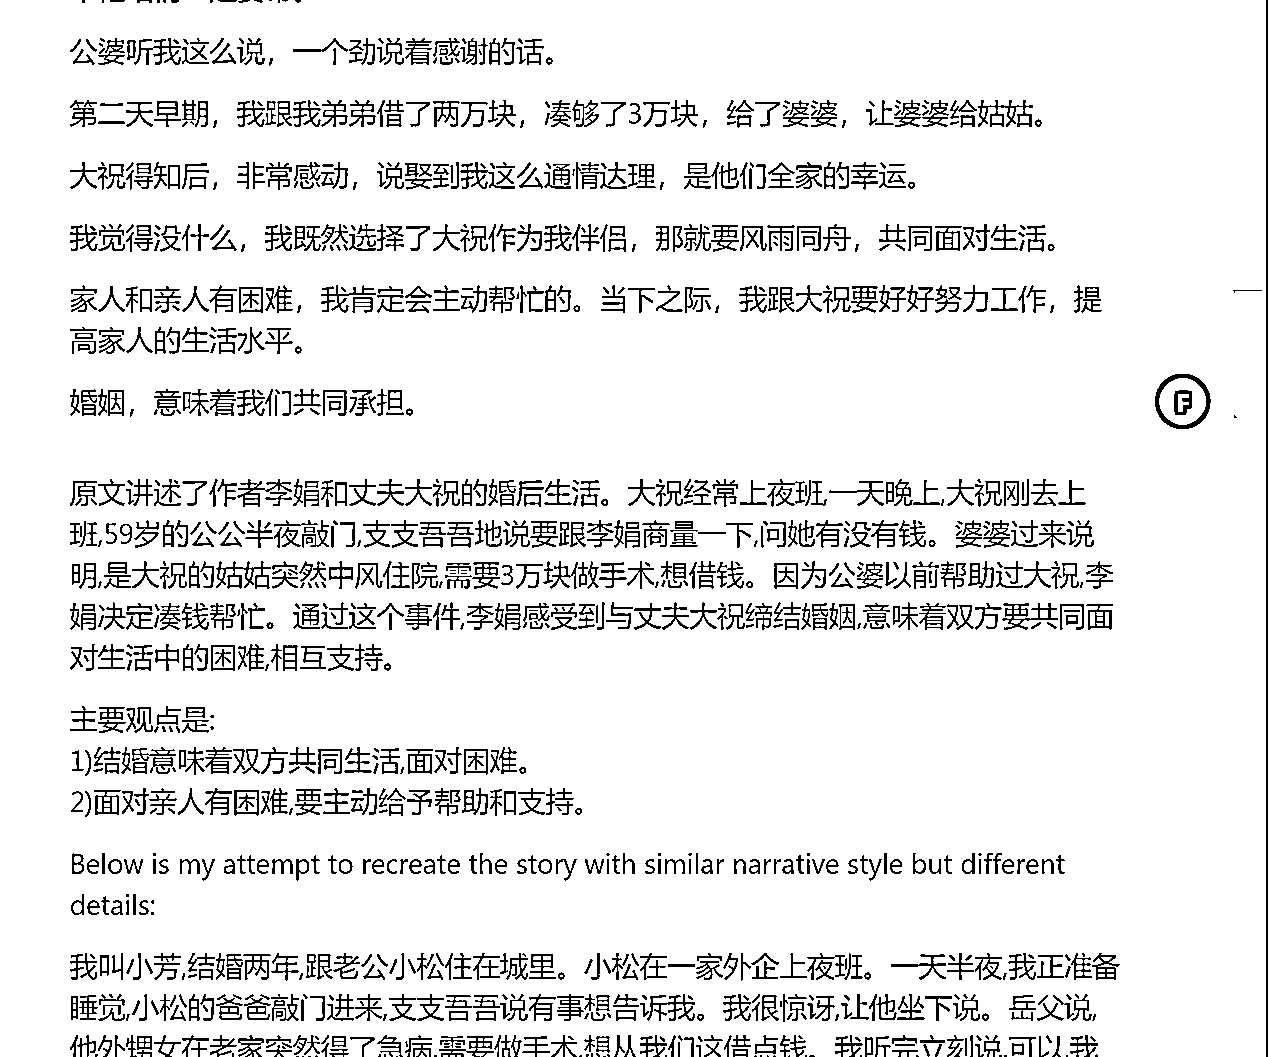 公婆听我这么说，一个劲说着感谢的话。
第二天早期，我跟我弟弟借了两万块，凑够了3万块，给了婆婆，让婆婆给姑姑。
大祝得知后，非常感动，说娶到我这么通情达理，是他们全家的幸运。
我觉得没什么，我既然选择了大祝作为我伴侣，那就要风雨同舟，共同面对生活。
家人和亲人有困难，我肯定会主动帮忙的。当下之际，我跟大祝要好好努力工作，提
高家人的生活水平。
婚姻，意味着我们共同承担。
原文讲述了作者李娟和丈夫大祝的婚后生活。大祝经常上夜班,一天晚上,大祝刚去上
班,59岁的公公半夜敲门,支支吾吾地说要跟李娟商量一下,问她有没有钱。婆婆过来说
明,是大祝的姑姑突然中风住院,需要3万块做手术,想借钱。因为公婆以前帮助过大祝,李
娟决定凑钱帮忙。通过这个事件,李娟感受到与丈夫大祝缔结婚姻,意味着双方要共同面
对生活中的困难,相互支持。
主要观点是:
1)结婚意味着双方共同生活,面对困难。
2)面对亲人有困难,要主动给予帮助和支持。
Below is my attempt to recreate the story with similar narrative style but different
details:
我叫小芳,结婚两年,跟老公小松住在城里。小松在一家外企上夜班。一天半夜,我正准备
睡觉,小松的爸爸敲门进来,支支吾吾说有事想告诉我。我很惊讶,让他坐下说。岳父说,
他外甥女在老家突然得了急病,需要做手术,想从我们这借点钱。我听完立刻说,可以,我